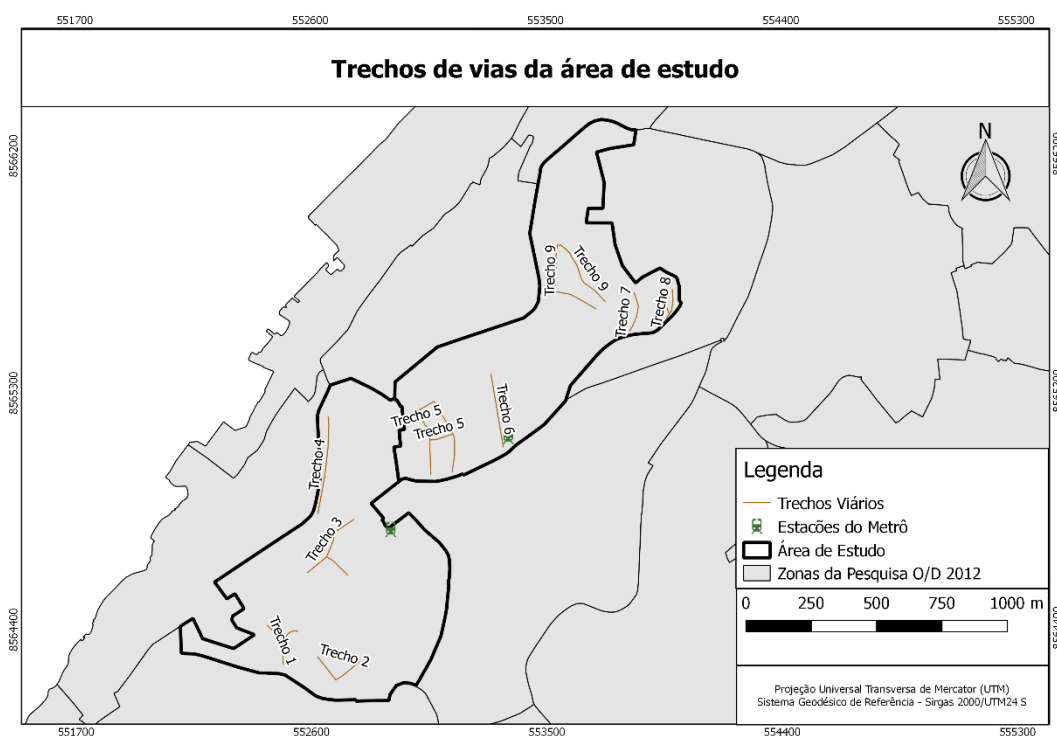 551700 552600 553500 554400 555300
Trechos de vias da área de estudo
N
8566200 8566200
Trecho 9
Trecho 9
Trecho 7
Trecho 8
8565300 8565300
Trecho 5
Trecho 5
Trecho 6
Trecho 4
Trecho 3
Trecho 1
Trecho 2
8564400 8564400
Legenda
Trechos Viários
Estacões do Metrô
Área de Estudo
Zonas da Pesquisa O/D 2012
0 250 500 750 1000 m
Projeção Universal Transversa de Mercator (UTM)
Sistema Geodésico de Referência - Sirgas 2000/UTM24 S
551700 552600 553500 554400 555300